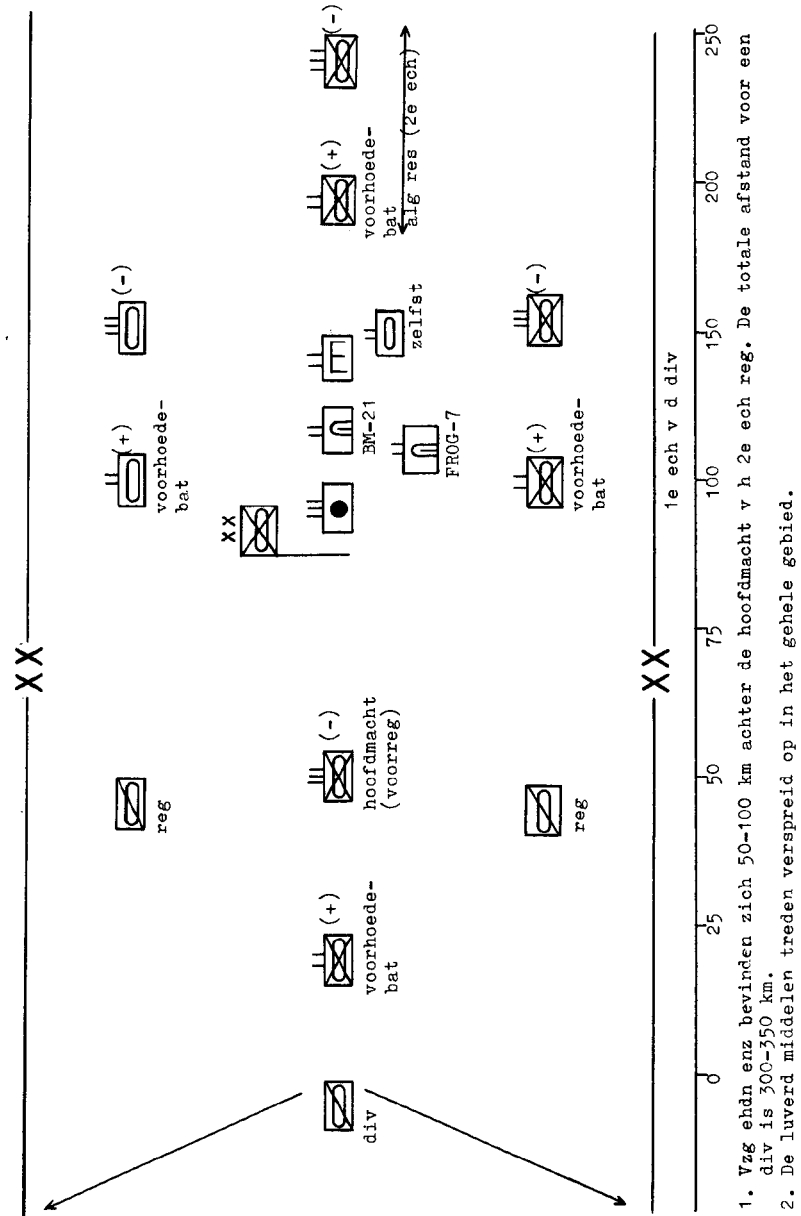 XX
reg
(+)
voorhoede-
bat
(-)
div
(+)
voorhoede-
bat
(-)
hoofdmacht
(voorreg)
XX
BM-21
FROG-7
zelfst
(+)
voorhoede-
bat
alg res (2e ech)
(-)
reg
(+)
voorhoede-
bat
(-)
XX
1e ech v d div
0 25 50 75 100 150 200 250
1. Vzg ehdn enz bevinden zich 50-100 km achter de hoofdmacht v h 2e ech reg. De totale afstand voor een
div is 300-350 km.
2. De luverd middelen treden verspreid op in het gehele gebied.